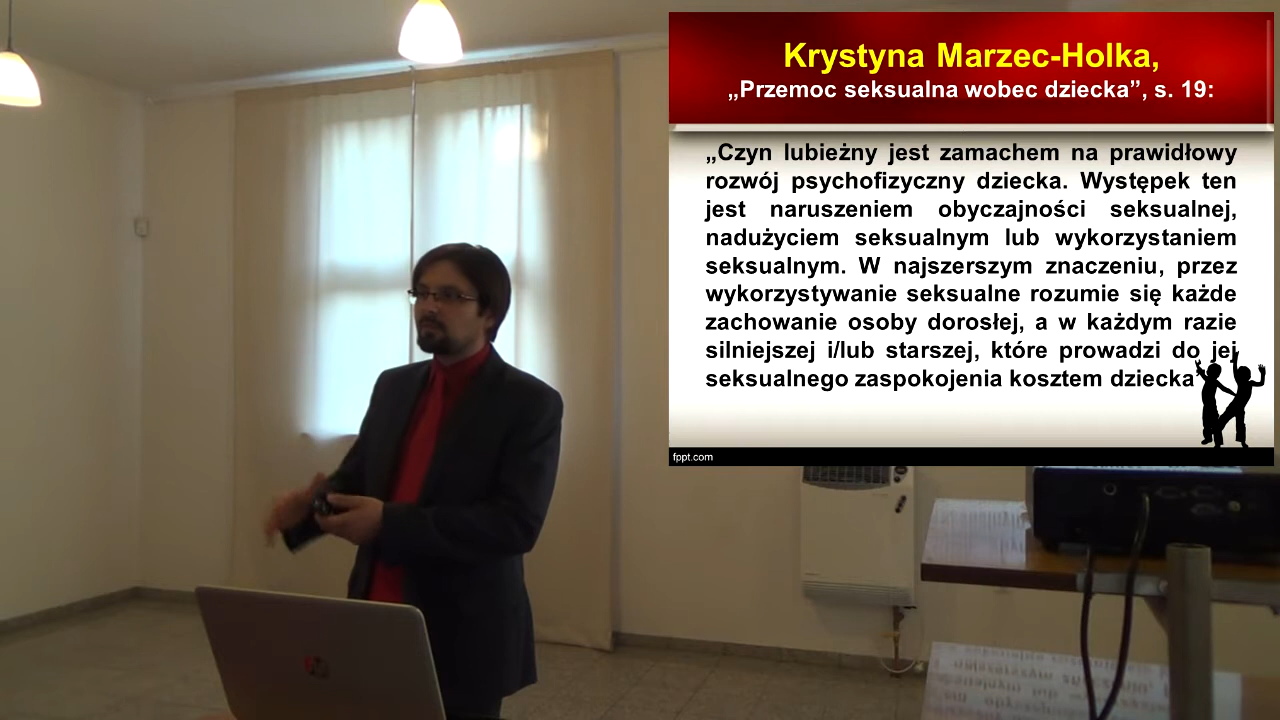 Krystyna Marzec-Holka,
„Przemoc seksualna wobec dziecka”, s. 19:
„Czyn lubieżny jest zamachem na prawidłowy
rozwój psychofizyczny dziecka. Występek ten
jest naruszeniem obyczajności seksualnej,
nadużyciem seksualnym lub wykorzystaniem
seksualnym. W najszerszym znaczeniu, przez
wykorzystywanie seksualne rozumie się każde
zachowanie osoby dorosłej, a w każdym razie
silniejszej i/lub starszej, które prowadzi do jej
seksualnego zaspokojenia kosztem dziecka
fppt.com
hp